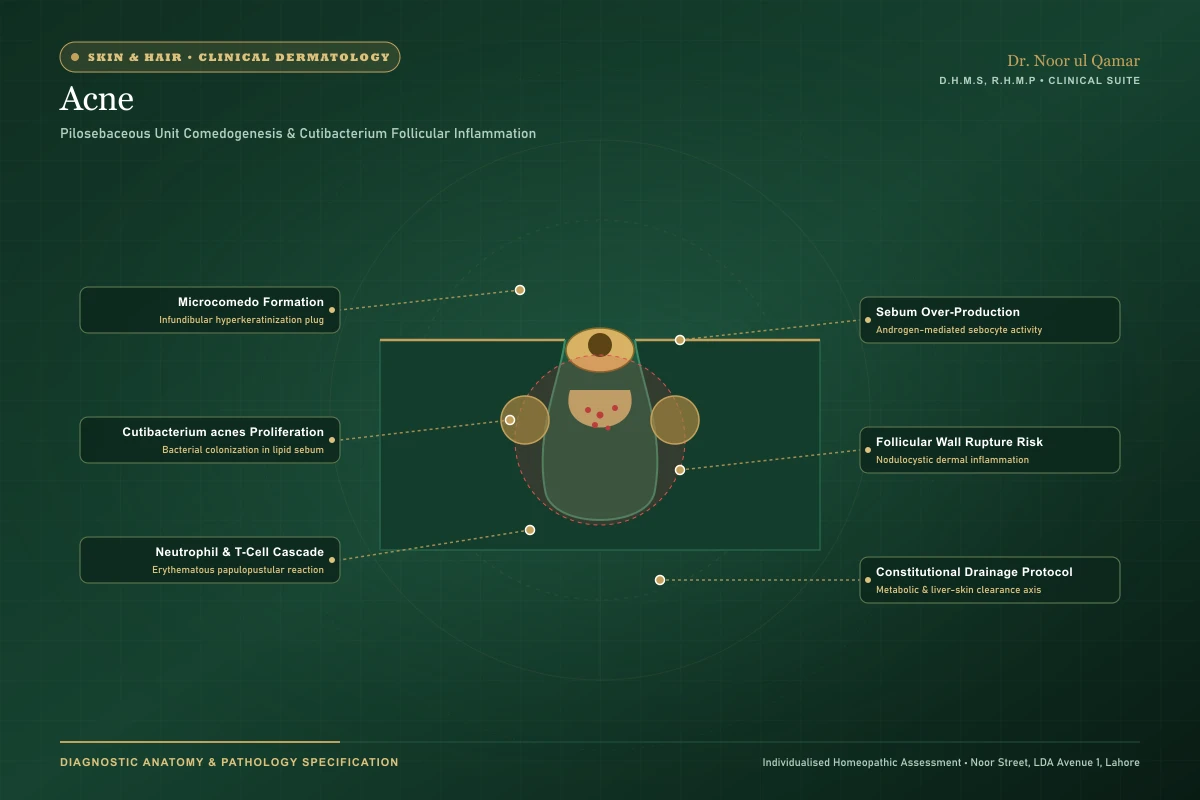 SKIN & HAIR • CLINICAL DERMATOLOGY
Acne
Pilosebaceous Unit Comedogenesis & Cutibacterium Follicular Inflammation
Dr. Noor ul Qamar
D.H.M.S, R.H.M.P • CLINICAL SUITE
Microcomedo Formation
Infundibular hyperkeratinization plug
Cutibacterium acnes Proliferation
Bacterial colonization in lipid sebum
Neutrophil & T-Cell Cascade
Erythematous papulopustular reaction
Sebum Over-Production
Androgen-mediated sebocyte activity
Follicular Wall Rupture Risk
Nodulocystic dermal inflammation
Constitutional Drainage Protocol
Metabolic & liver-skin clearance axis
DIAGNOSTIC ANATOMY & PATHOLOGY SPECIFICATION
Individualised Homeopathic Assessment • Noor Street, LDA Avenue 1, Lahore